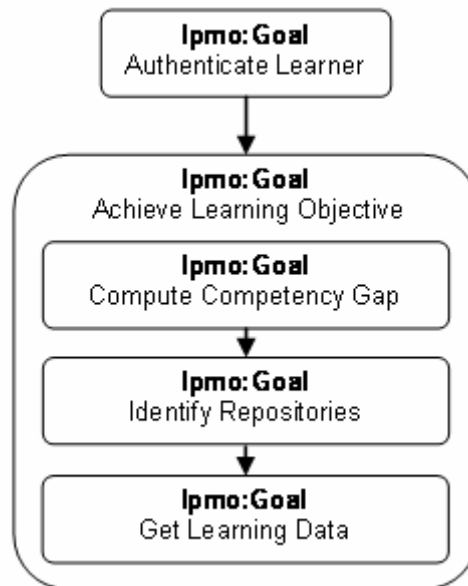 lpmo:Goal
Authenticate Learner
lpmo:Goal
Achieve Learning Objective
lpmo:Goal
Compute Competency Gap
lpmo:Goal
Identify Repositories
lpmo:Goal
Get Learning Data